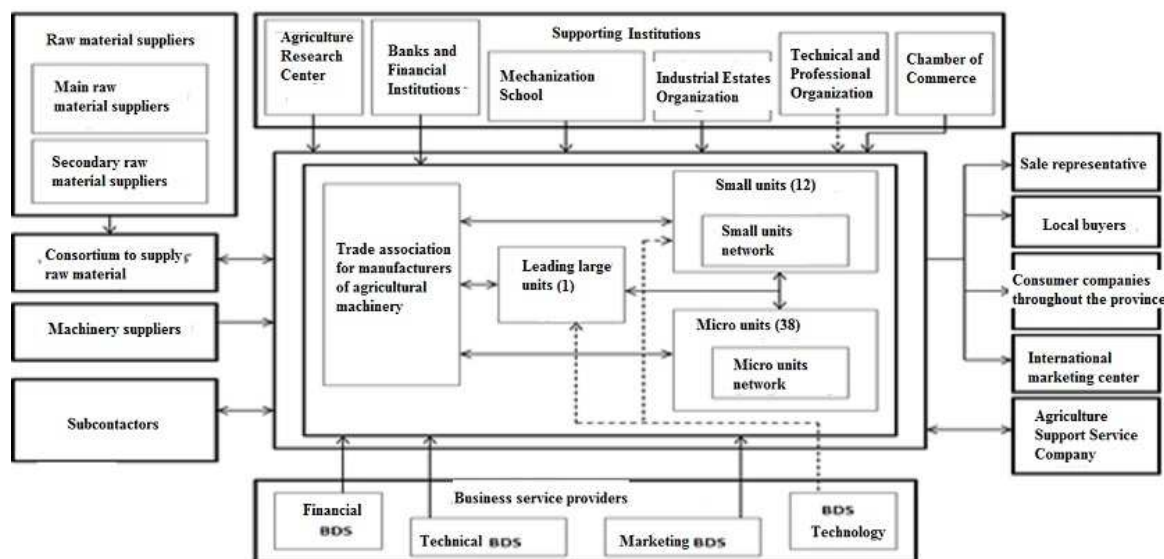 Raw material suppliers
Main raw
material suppliers
Secondary raw
material suppliers
Consortium to supply
raw material
Machinery suppliers
Subcontactors
Supporting Institutions
Agriculture
Research
Center
Banks and
Financial
Institutions
Mechanization
School
Industrial Estates
Organization
Technical and
Professional
Organization
Chamber of
Commerce
Trade association
for manufacturers
of agricultural
machinery
Leading large
units (1)
Small units (12)
Small units
network
Micro units (38)
Micro units
network
Sale representative
Local buyers
Consumer companies
throughout the province
International
marketing center
Agriculture
Support Service
Company
Business service providers
Financial
BDS
Technical BDS
Marketing BDS
BDS
Technology